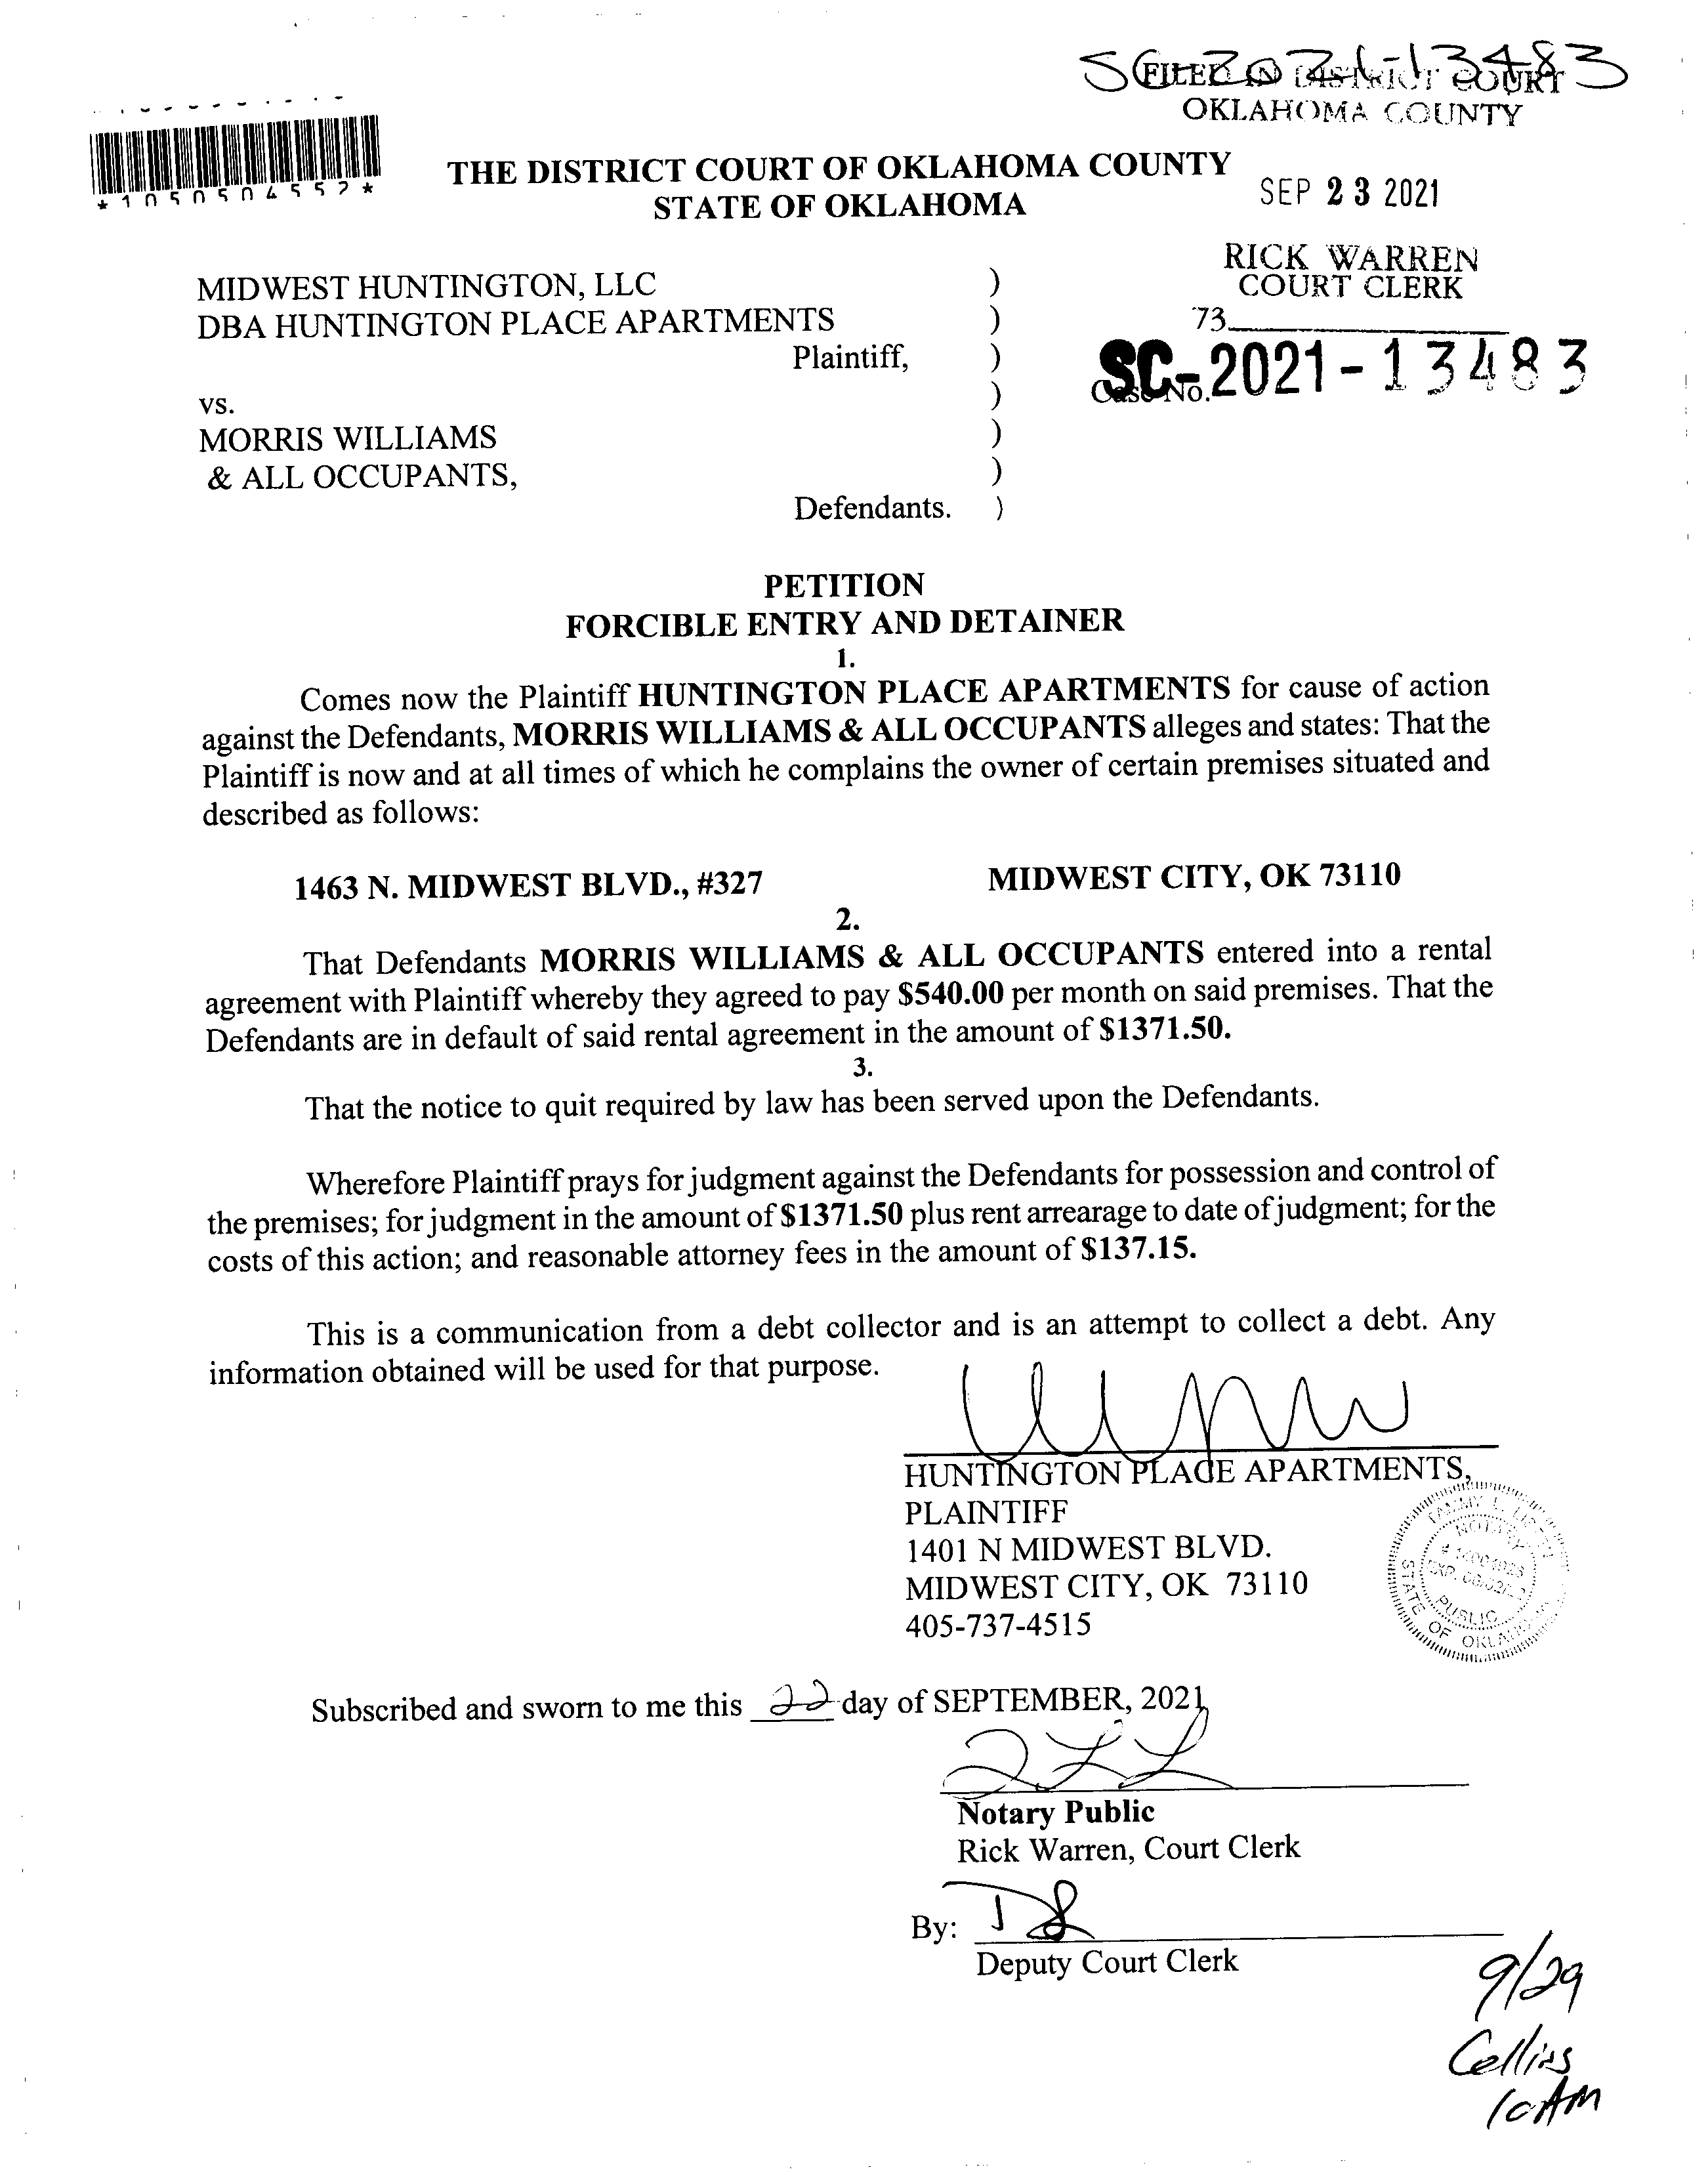 SC-2021-13483
FILED IN DISTRICT COURT
OKLAHOMA COUNTY
*1050504552*
THE DISTRICT COURT OF OKLAHOMA COUNTY
STATE OF OKLAHOMA
SEP 23 2021
RICK WARREN
COURT CLERK
73
MIDWEST HUNTINGTON, LLC )
DBA HUNTINGTON PLACE APARTMENTS )
Plaintiff, )
SC-2021-13483
Case No.
vs. )
MORRIS WILLIAMS )
& ALL OCCUPANTS, )
Defendants. )
PETITION
FORCIBLE ENTRY AND DETAINER
1.
Comes now the Plaintiff HUNTINGTON PLACE APARTMENTS for cause of action
against the Defendants, MORRIS WILLIAMS & ALL OCCUPANTS alleges and states: That the
Plaintiff is now and at all times of which he complains the owner of certain premises situated and
described as follows:
1463 N. MIDWEST BLVD., #327 MIDWEST CITY, OK 73110
2.
That Defendants MORRIS WILLIAMS & ALL OCCUPANTS entered into a rental
agreement with Plaintiff whereby they agreed to pay $540.00 per month on said premises. That the
Defendants are in default of said rental agreement in the amount of $1371.50.
3.
That the notice to quit required by law has been served upon the Defendants.
Wherefore Plaintiff prays for judgment against the Defendants for possession and control of
the premises; for judgment in the amount of $1371.50 plus rent arrearage to date of judgment; for the
costs of this action; and reasonable attorney fees in the amount of $137.15.
This is a communication from a debt collector and is an attempt to collect a debt. Any
information obtained will be used for that purpose.
HUNTINGTON PLACE APARTMENTS,
PLAINTIFF
1401 N MIDWEST BLVD.
MIDWEST CITY, OK 73110
405-737-4515
TAMMY L.
NOTARY
EXP.
PUBLIC
STATE OF OKLAHOMA
Subscribed and sworn to me this 22 day of SEPTEMBER, 2021
Notary Public
Rick Warren, Court Clerk
By:
Deputy Court Clerk
9/29
10 AM